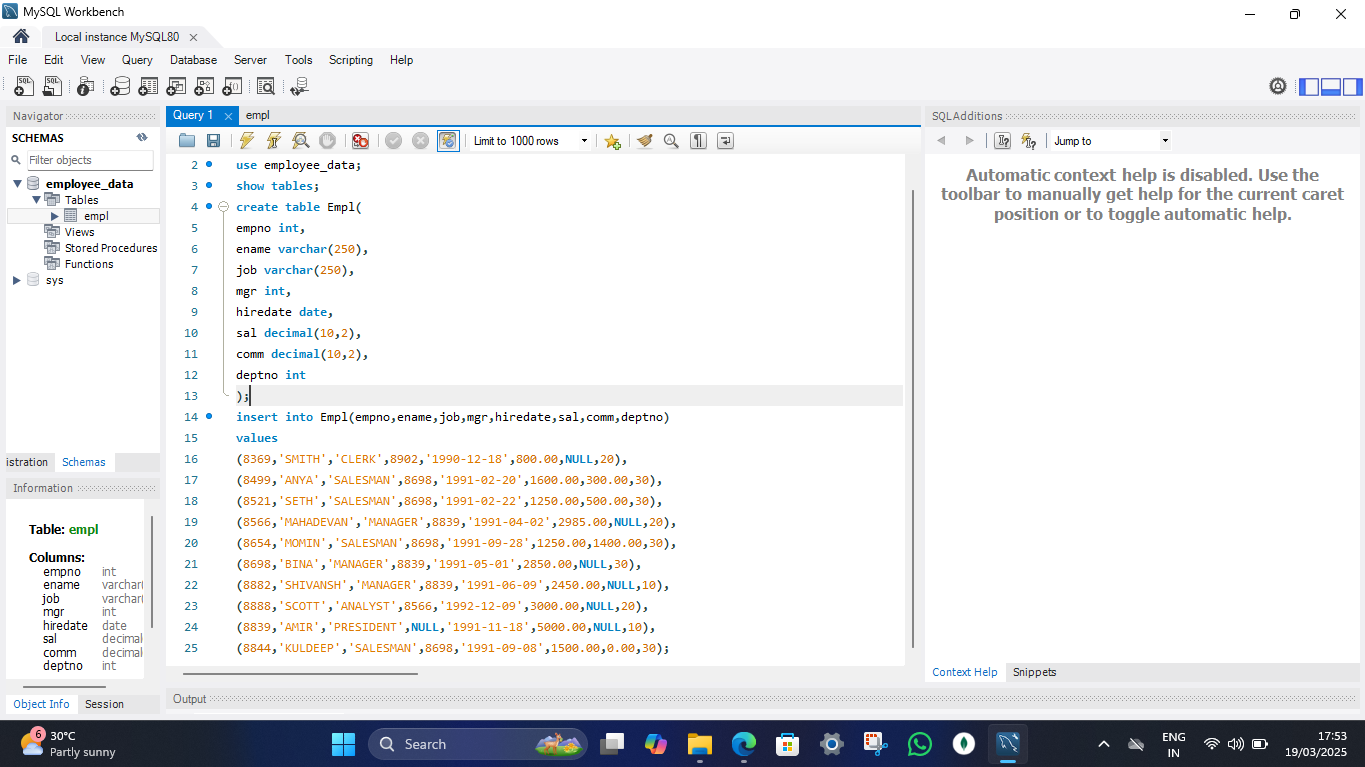 MySQL Workbench
Local instance MySQL80
File Edit View Query Database Server Tools Scripting Help
Navigator
SCHEMAS
Filter objects
employee_data
Tables
empl
Views
Stored Procedures
Functions
sys
istration Schemas
Information
Table: empl
Columns:
empno int
ename varchar(
job varchar(
mgr int
hiredate date
sal decimal
comm decimal
deptno int
Object Info Session
Query 1 empl
Limit to 1000 rows
2 use employee_data;
3 show tables;
4 create table Empl(
5 empno int,
6 ename varchar(250),
7 job varchar(250),
8 mgr int,
9 hiredate date,
10 sal decimal(10,2),
11 comm decimal(10,2),
12 deptno int
13 );
14 insert into Empl(empno,ename,job,mgr,hiredate,sal,comm,deptno)
15 values
16 (8369,'SMITH','CLERK',8902,'1990-12-18',800.00,NULL,20),
17 (8499,'ANYA','SALESMAN',8698,'1991-02-20',1600.00,300.00,30),
18 (8521,'SETH','SALESMAN',8698,'1991-02-22',1250.00,500.00,30),
19 (8566,'MAHADEVAN','MANAGER',8839,'1991-04-02',2985.00,NULL,20),
20 (8654,'MOMIN','SALESMAN',8698,'1991-09-28',1250.00,1400.00,30),
21 (8698,'BINA','MANAGER',8839,'1991-05-01',2850.00,NULL,30),
22 (8882,'SHIVANSH','MANAGER',8839,'1991-06-09',2450.00,NULL,10),
23 (8888,'SCOTT','ANALYST',8566,'1992-12-09',3000.00,NULL,20),
24 (8839,'AMIR','PRESIDENT',NULL,'1991-11-18',5000.00,NULL,10),
25 (8844,'KULDEEP','SALESMAN',8698,'1991-09-08',1500.00,0.00,30);
Output
SQLAdditions
Jump to
Automatic context help is disabled. Use the
toolbar to manually get help for the current caret
position or to toggle automatic help.
Context Help Snippets
6
30°C
Partly sunny
Search
ENG
IN
17:53
19/03/2025